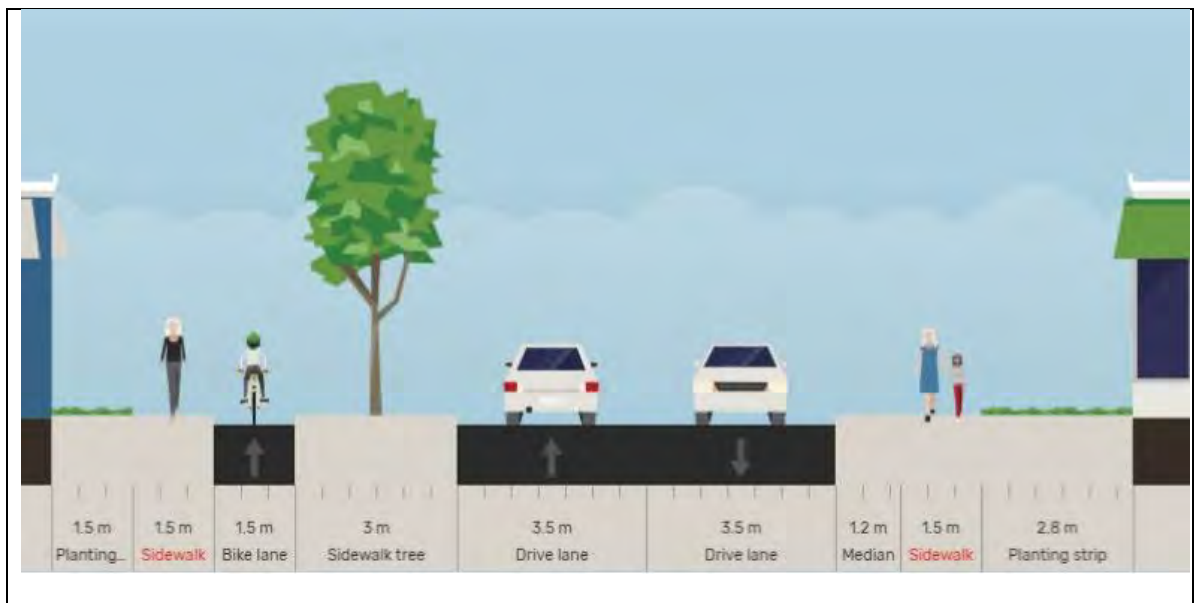 1.5 m 1.5 m 1.5 m 3 m 3.5 m 3.5 m 1.2 m 1.5 m 2.8 m
Planting... Sidewalk Bike lane Sidewalk tree Drive lane Drive lane Median Sidewalk Planting strip